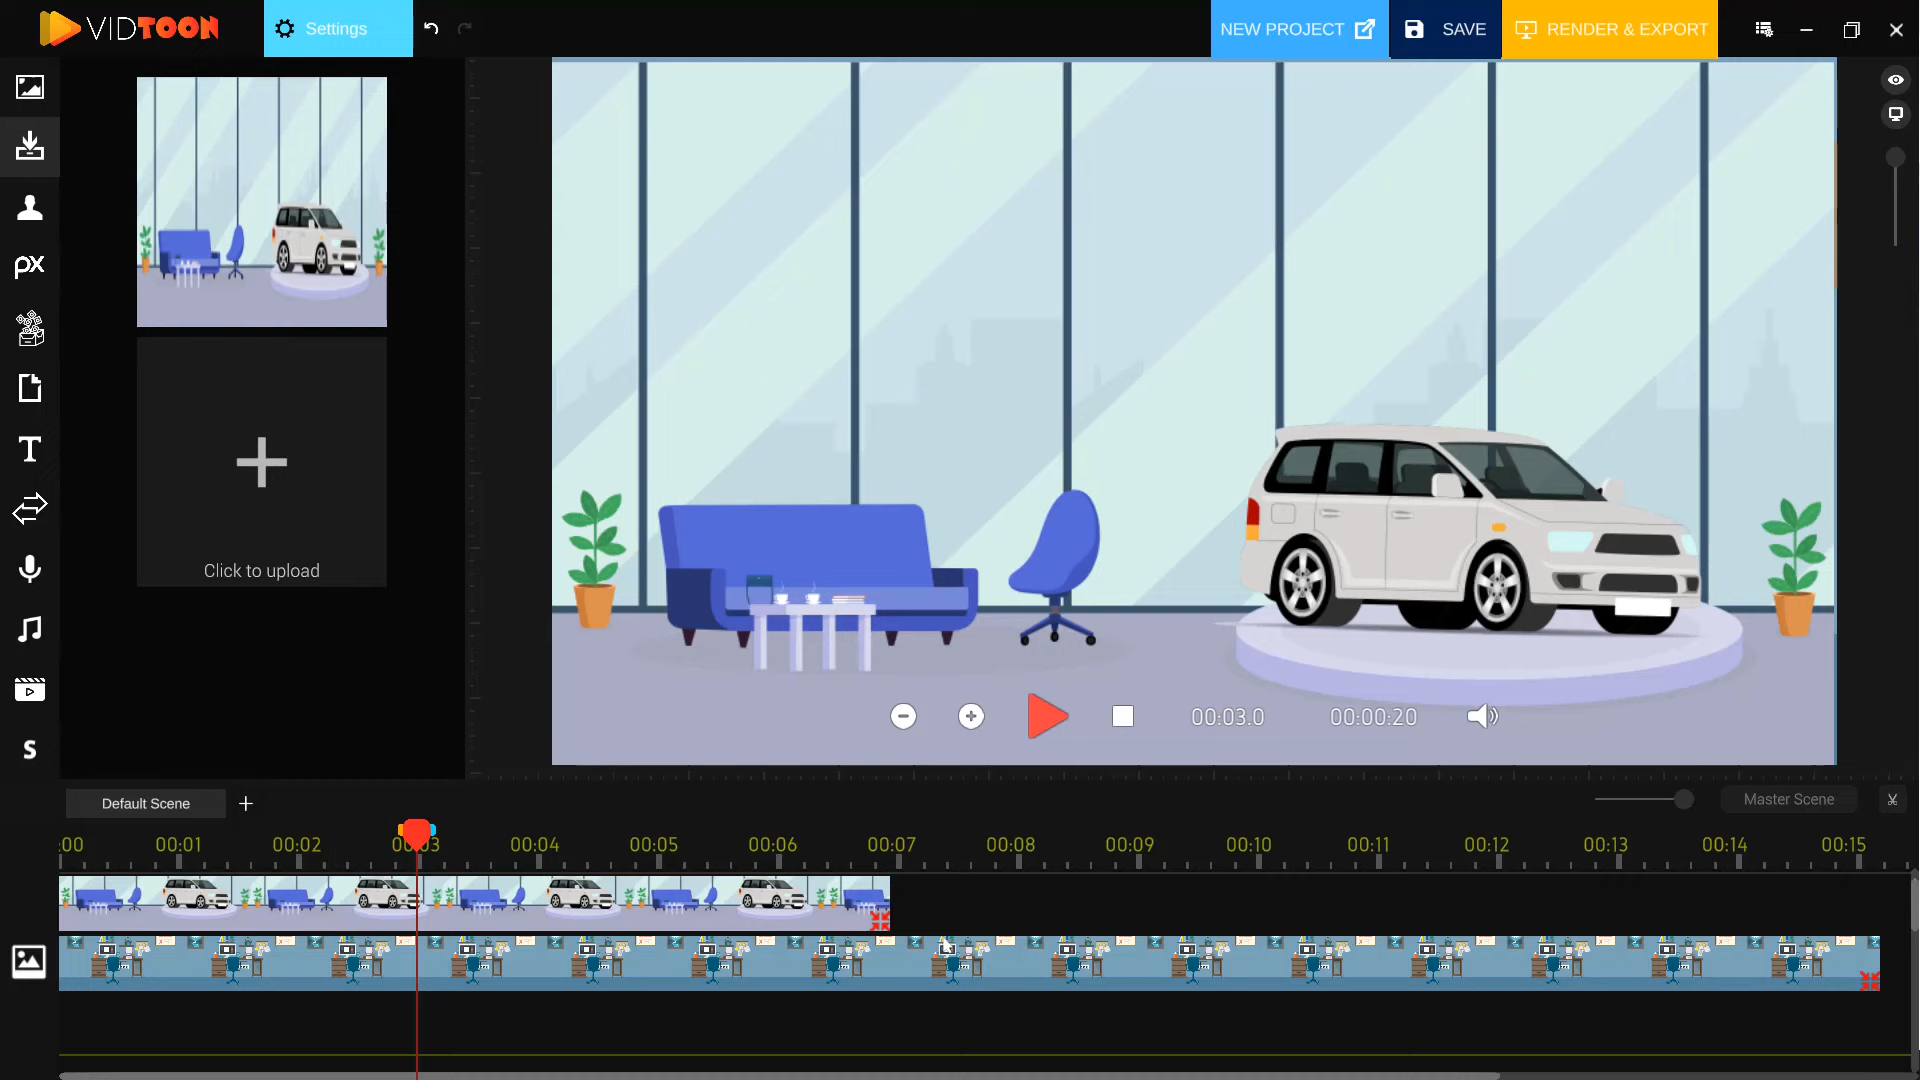 VIDTOON
Settings
NEW PROJECT
SAVE
RENDER & EXPORT
px
Click to upload
T
S
00:03.0
00:00:20
Default Scene
Master Scene
:00 00:01 00:02 00:03 00:04 00:05 00:06 00:07 00:08 00:09 00:10 00:11 00:12 00:13 00:14 00:15